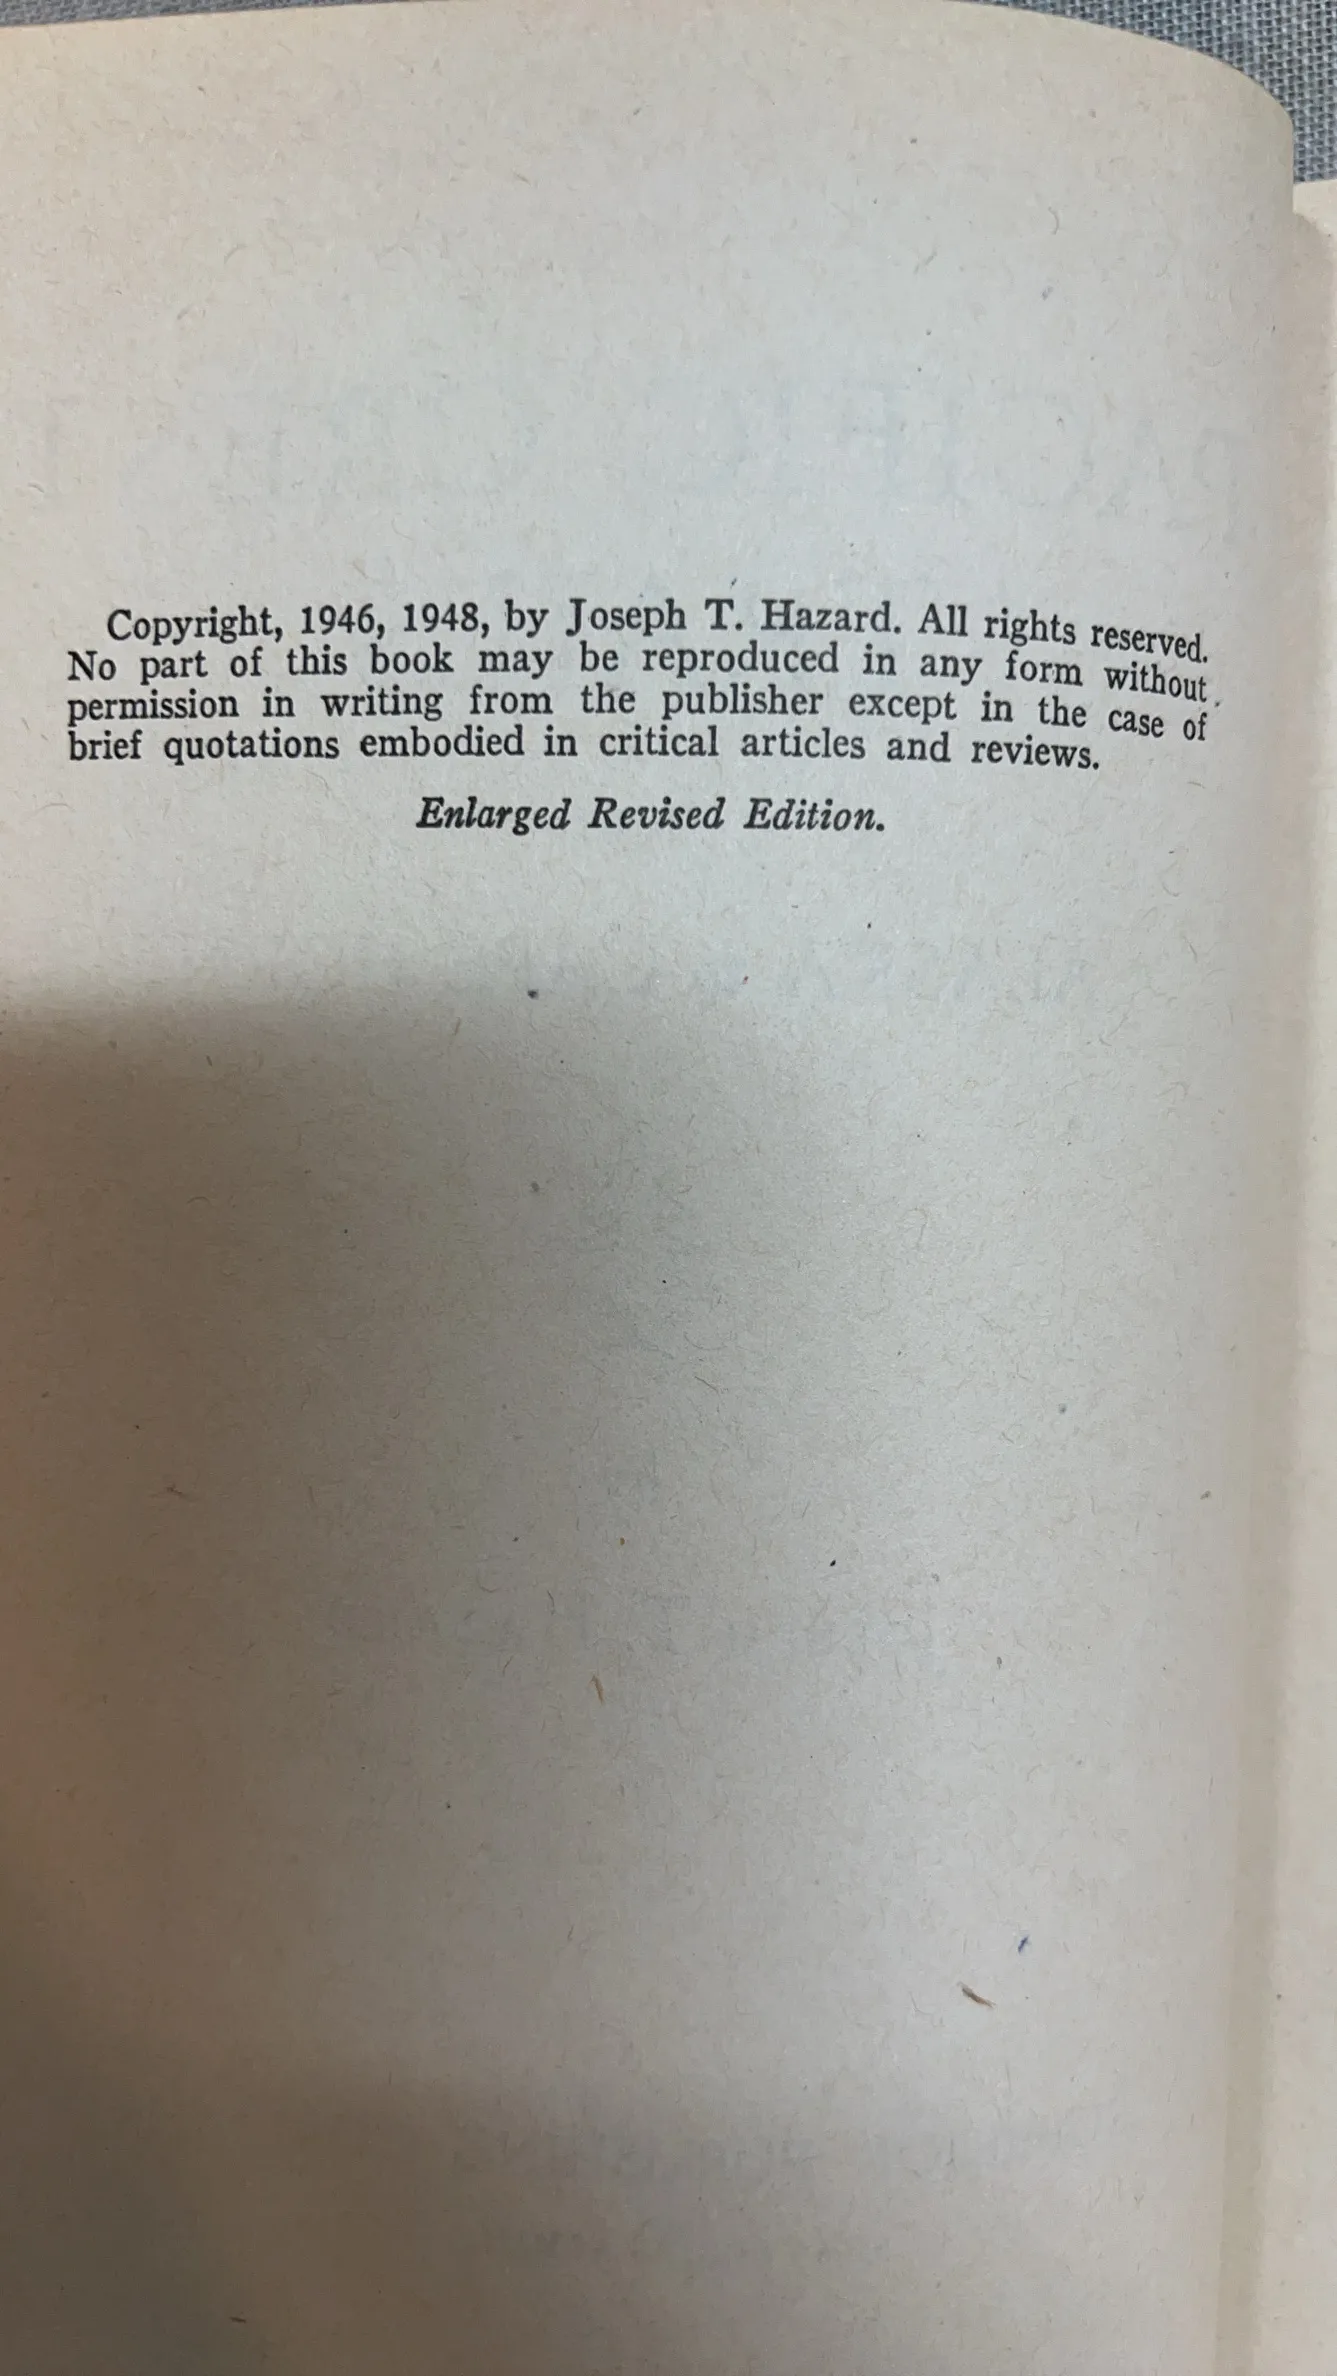 Copyright, 1946, 1948, by Joseph T. Hazard. All rights reserved.
No part of this book may be reproduced in any form without
permission in writing from the publisher except in the case of
brief quotations embodied in critical articles and reviews.
Enlarged Revised Edition.